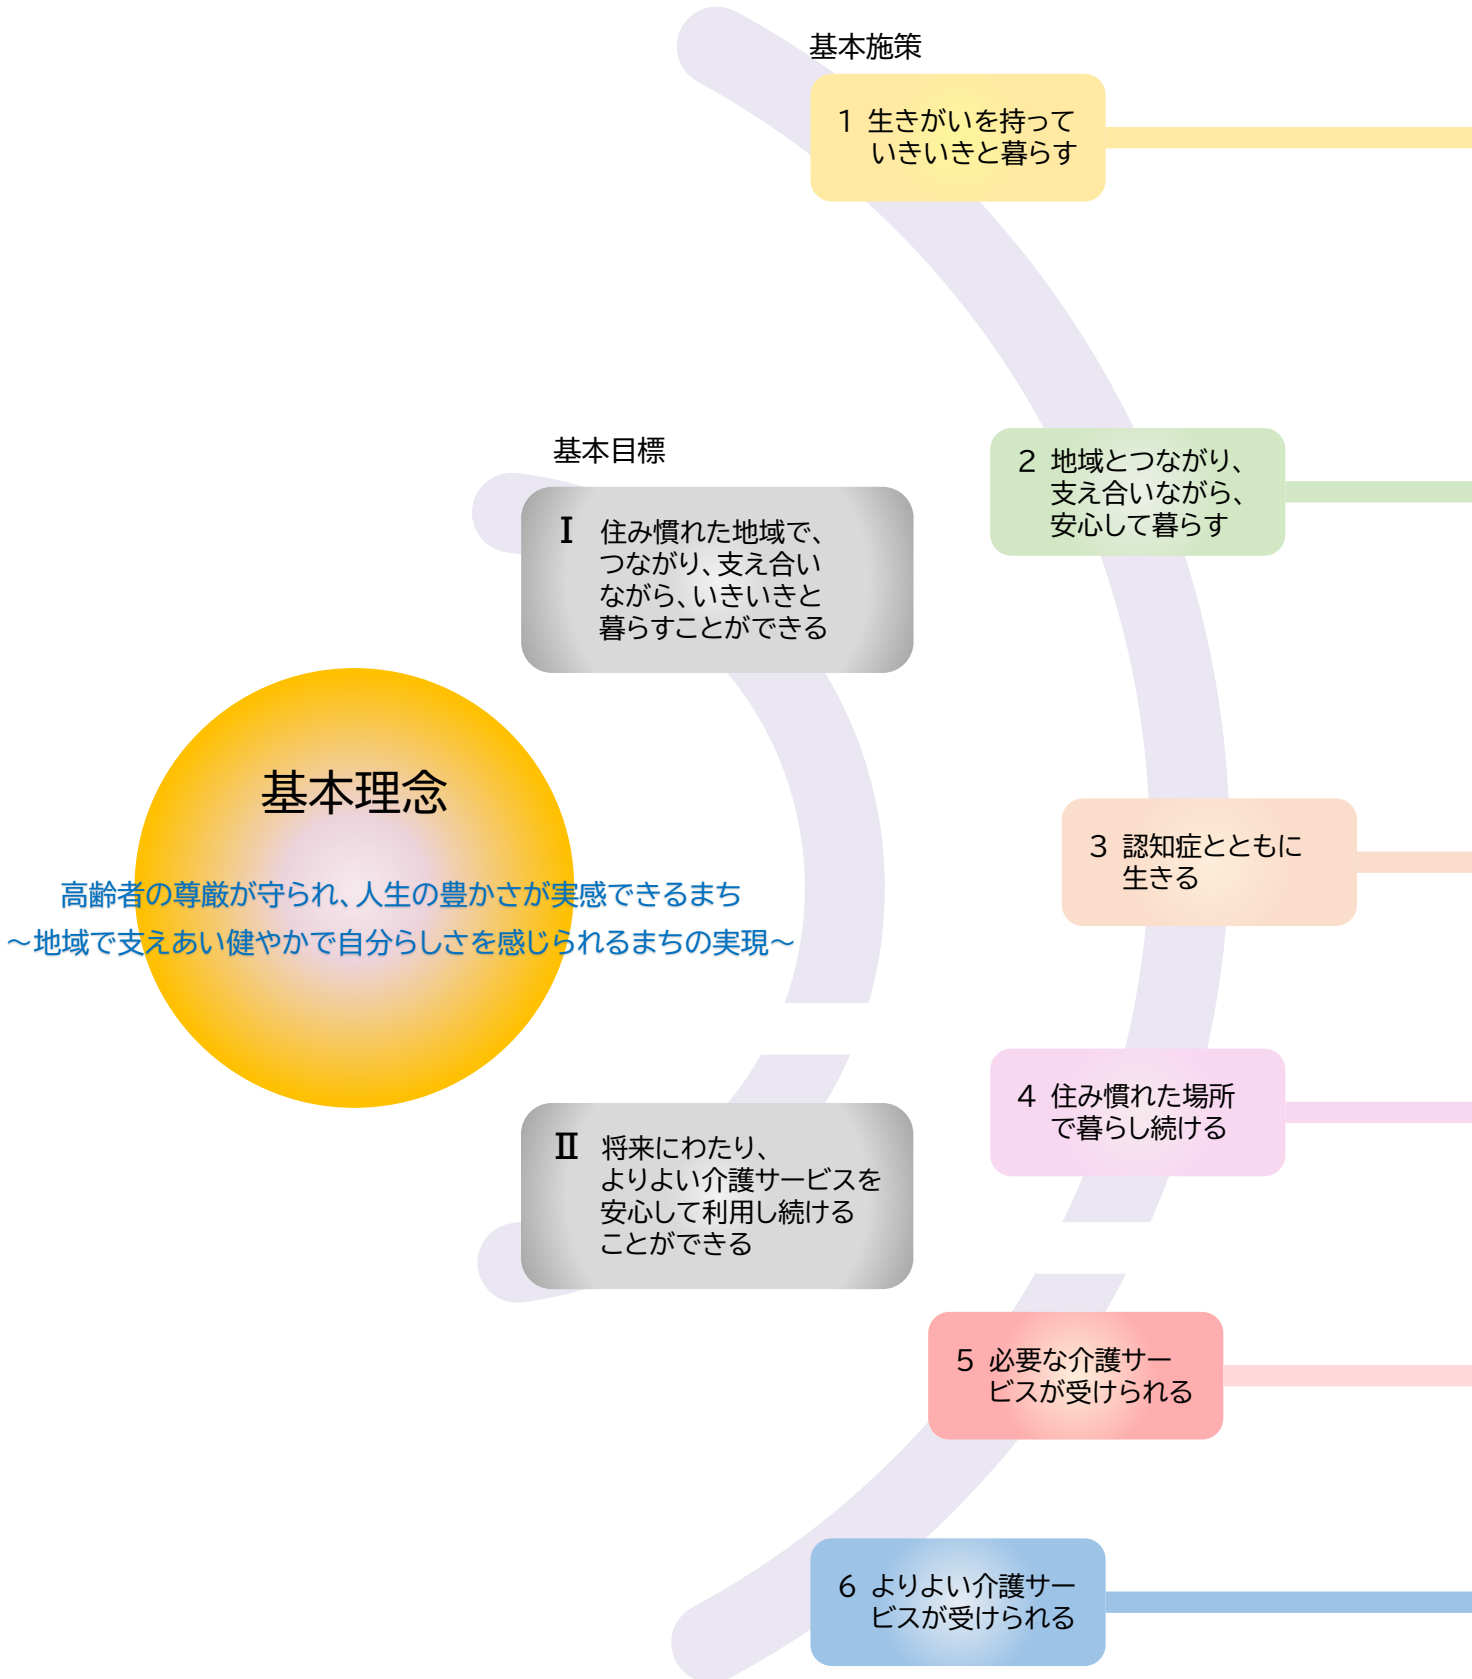 基本施策
1 生きがいを持って
いきいきと暮らす
2 地域とつながり、
支え合いながら、
安心して暮らす
3 認知症とともに
生きる
4 住み慣れた場所
で暮らし続ける
5 必要な介護サー
ビスが受けられる
6 よりよい介護サー
ビスが受けられる
基本目標
Ⅰ 住み慣れた地域で、
つながり、支え合い
ながら、いきいきと
暮らすことができる
Ⅱ 将来にわたり、
よりよい介護サービスを
安心して利用し続ける
ことができる
基本理念
高齢者の尊厳が守られ、人生の豊かさが実感できるまち
～地域で支えあい健やかで自分らしさを感じられるまちの実現～